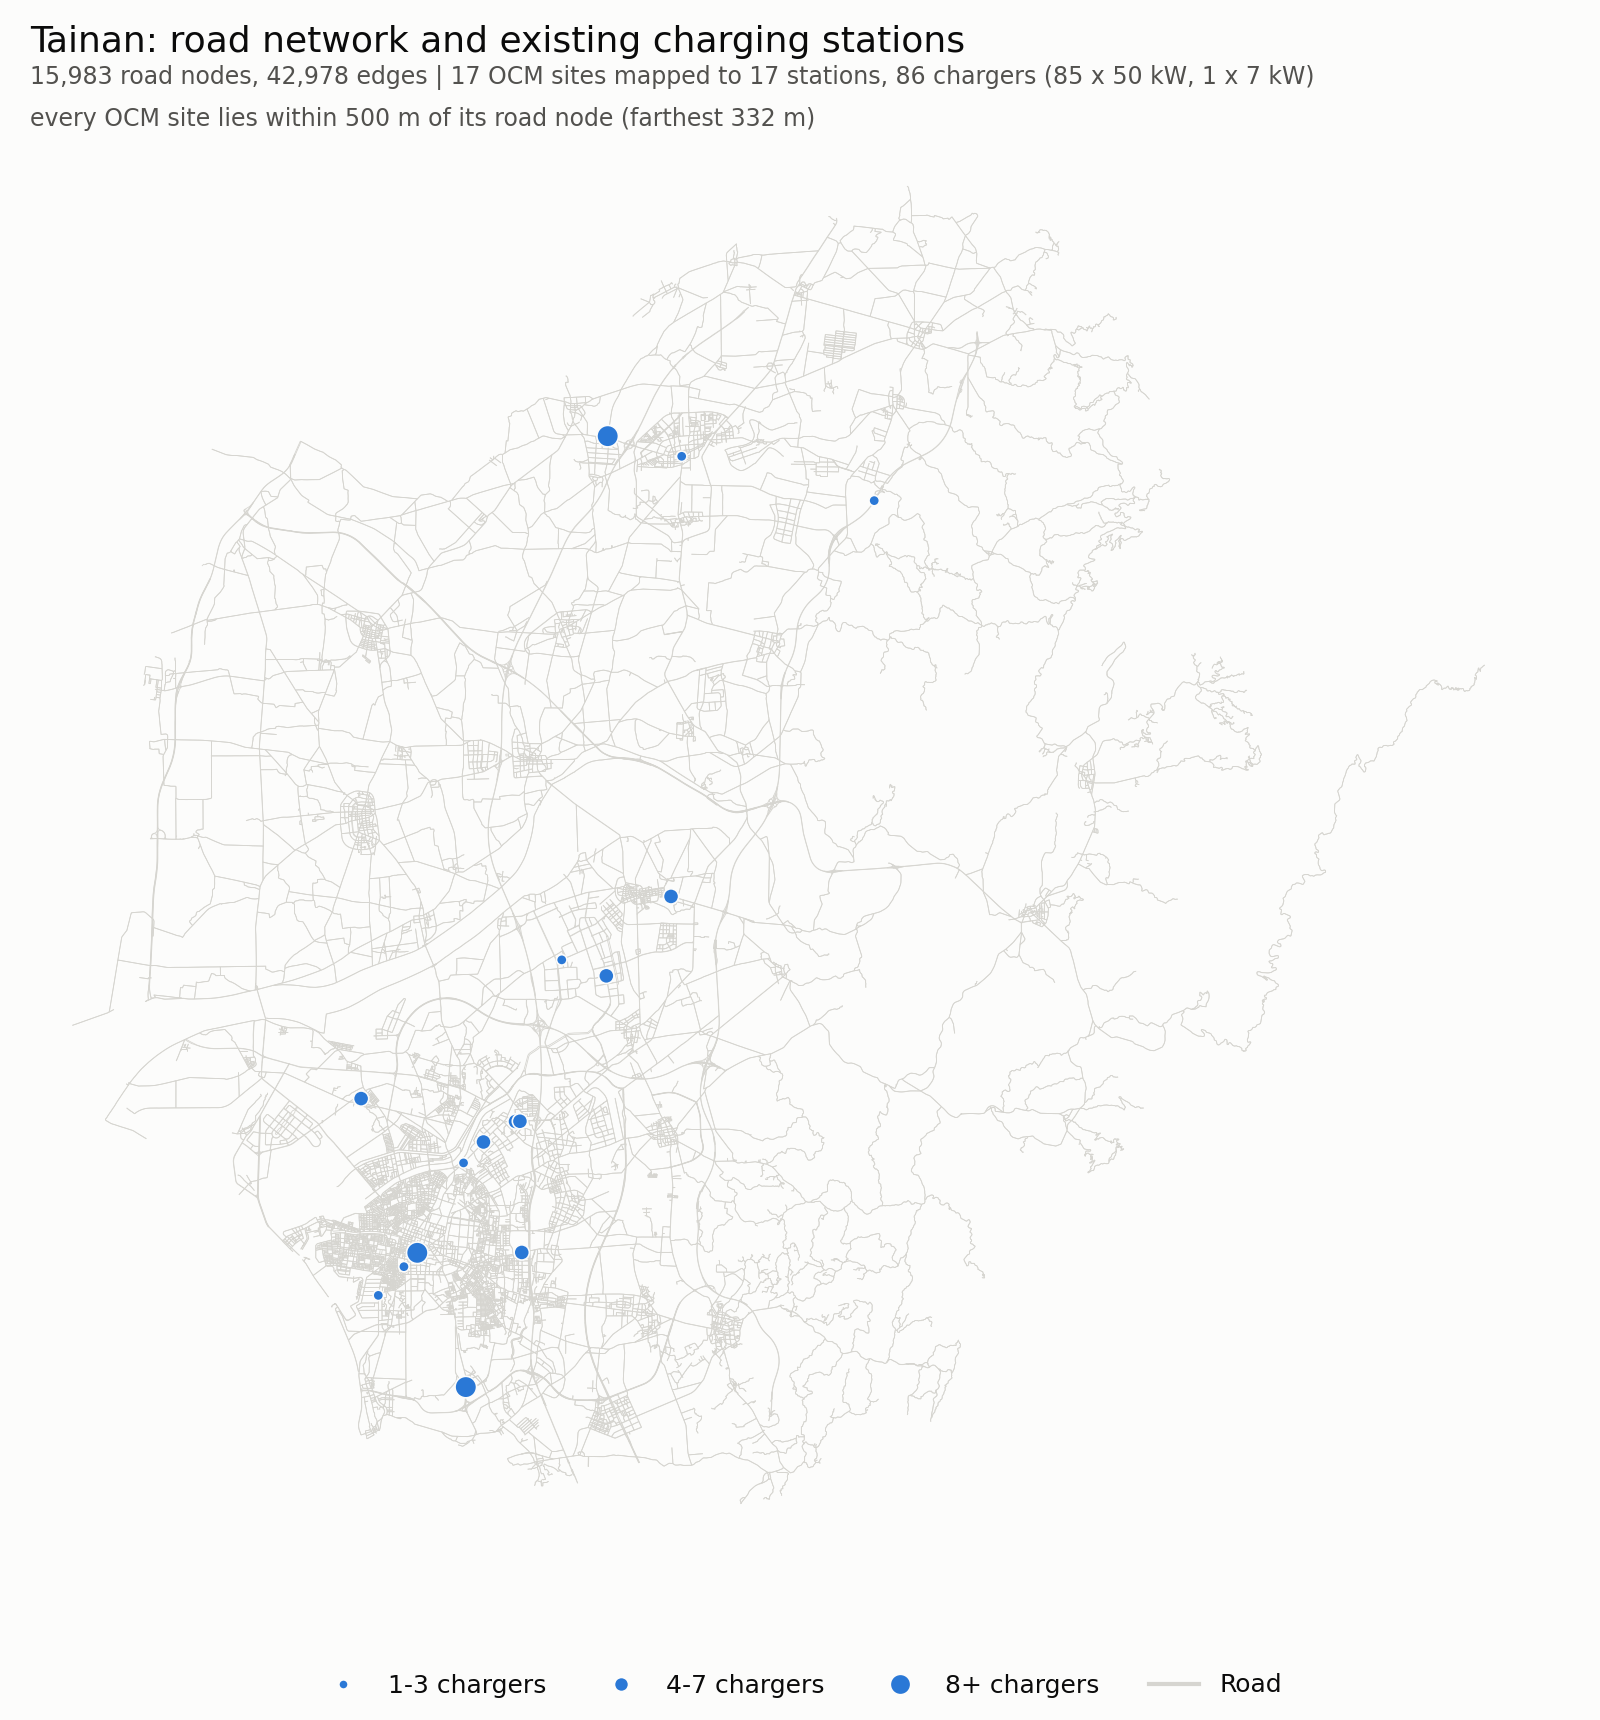 Tainan: road network and existing charging stations
15,983 road nodes, 42,978 edges | 17 OCM sites mapped to 17 stations, 86 chargers (85 x 50 kW, 1 x 7 kW)
every OCM site lies within 500 m of its road node (farthest 332 m)
1-3 chargers
4-7 chargers
8+ chargers
Road